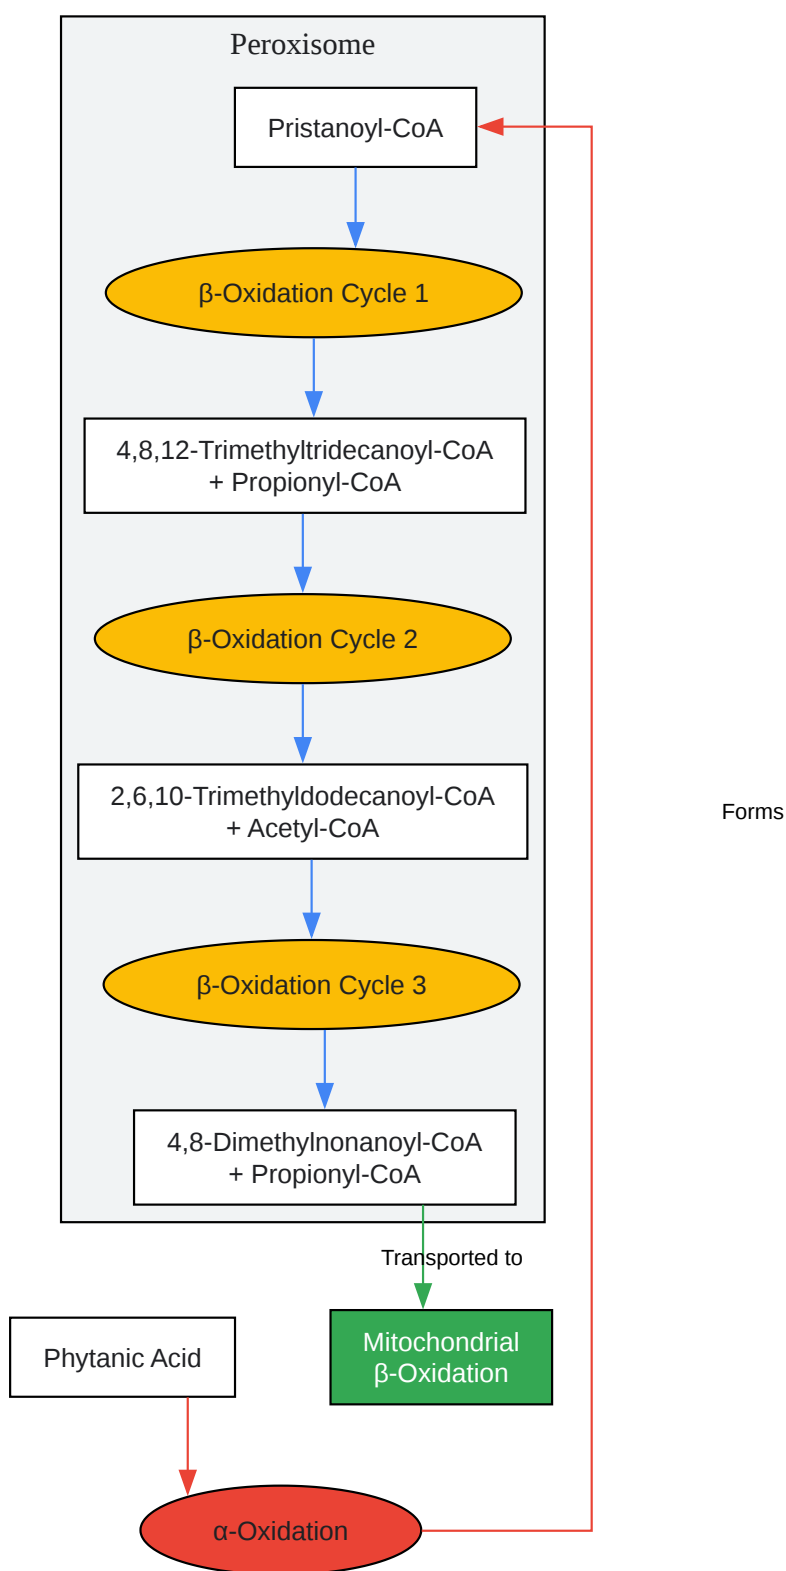 Peroxisome
Pristanoyl-CoA
β-Oxidation Cycle 1
4,8,12-Trimethyltridecanoyl-CoA
+ Propionyl-CoA
β-Oxidation Cycle 2
2,6,10-Trimethyldodecanoyl-CoA
+ Acetyl-CoA
Forms
β-Oxidation Cycle 3
4,8-Dimethylnonanoyl-CoA
+ Propionyl-CoA
Transported to
Mitochondrial
β-Oxidation
Phytanic Acid
α-Oxidation